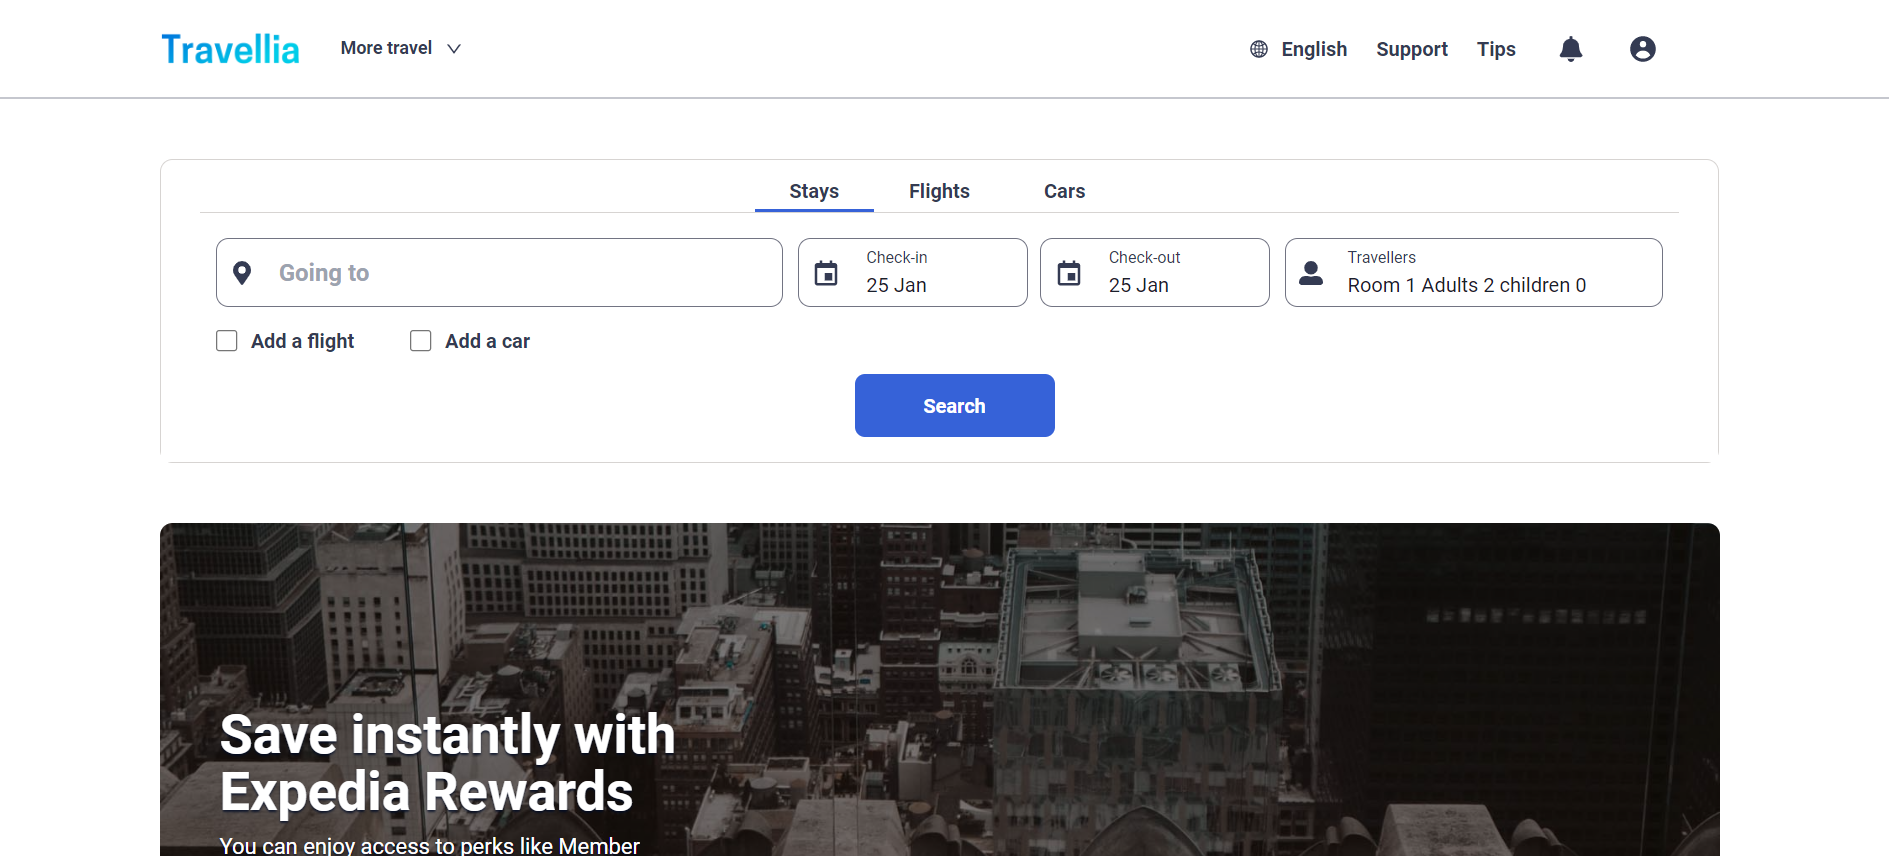 Travellia
More travel
English
Support
Tips
Stays
Flights
Cars
Going to
Check-in
25 Jan
Check-out
25 Jan
Travellers
Room 1 Adults 2 children 0
Add a flight
Add a car
Search
Save instantly with
Expedia Rewards
You can enjoy access to perks like Member